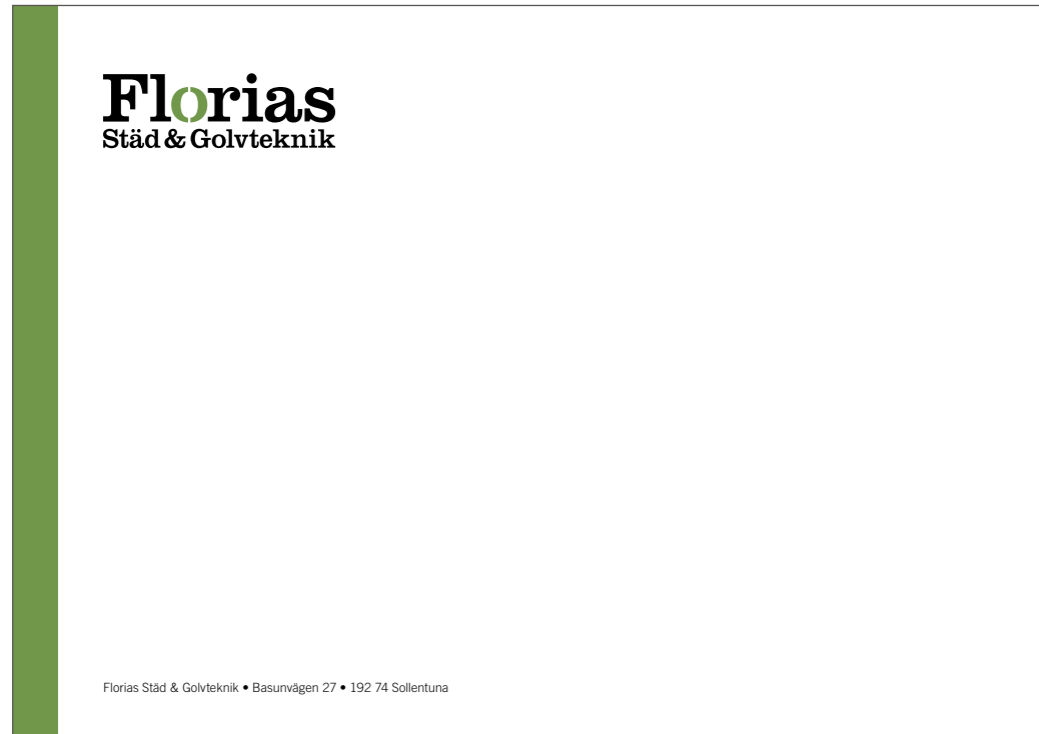 Florias
Städ & Golvteknik
Florias Städ & Golvteknik • Basunvägen 27 • 192 74 Sollentuna